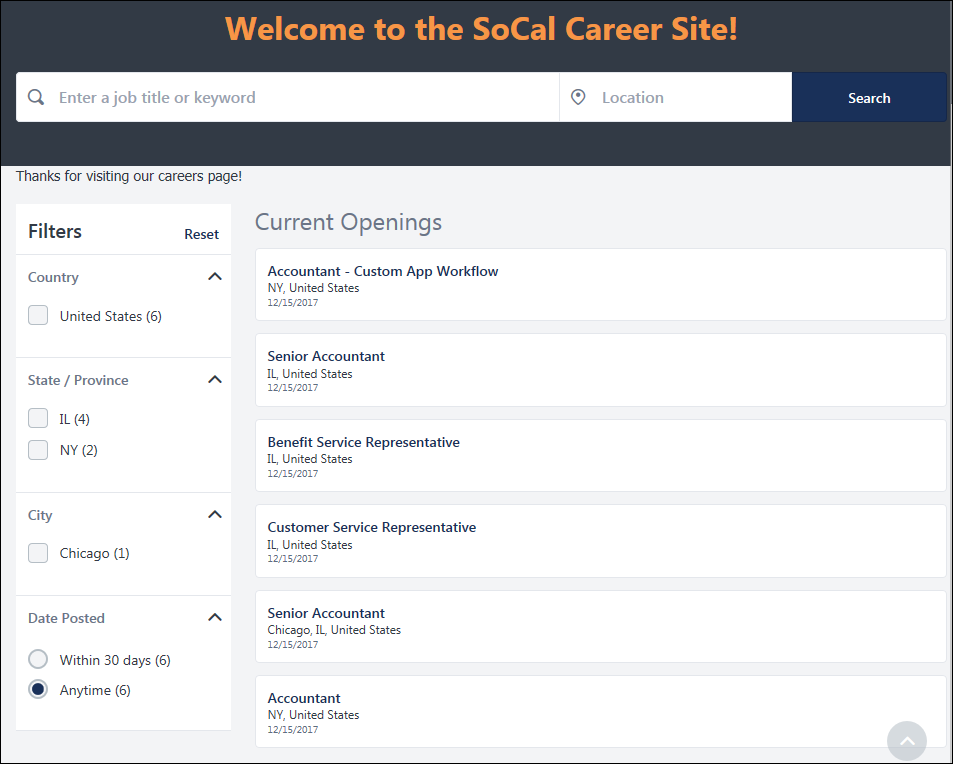 Welcome to the SoCal Career Site!
Enter a job title or keyword
Location
Search
Thanks for visiting our careers page!
Filters
Reset
Country
United States (6)
State / Province
IL (4)
NY (2)
City
Chicago (1)
Date Posted
Within 30 days (6)
Anytime (6)
Current Openings
Accountant - Custom App Workflow
NY, United States
12/15/2017
Senior Accountant
IL, United States
12/15/2017
Benefit Service Representative
IL, United States
12/15/2017
Customer Service Representative
IL, United States
12/15/2017
Senior Accountant
Chicago, IL, United States
12/15/2017
Accountant
NY, United States
12/15/2017